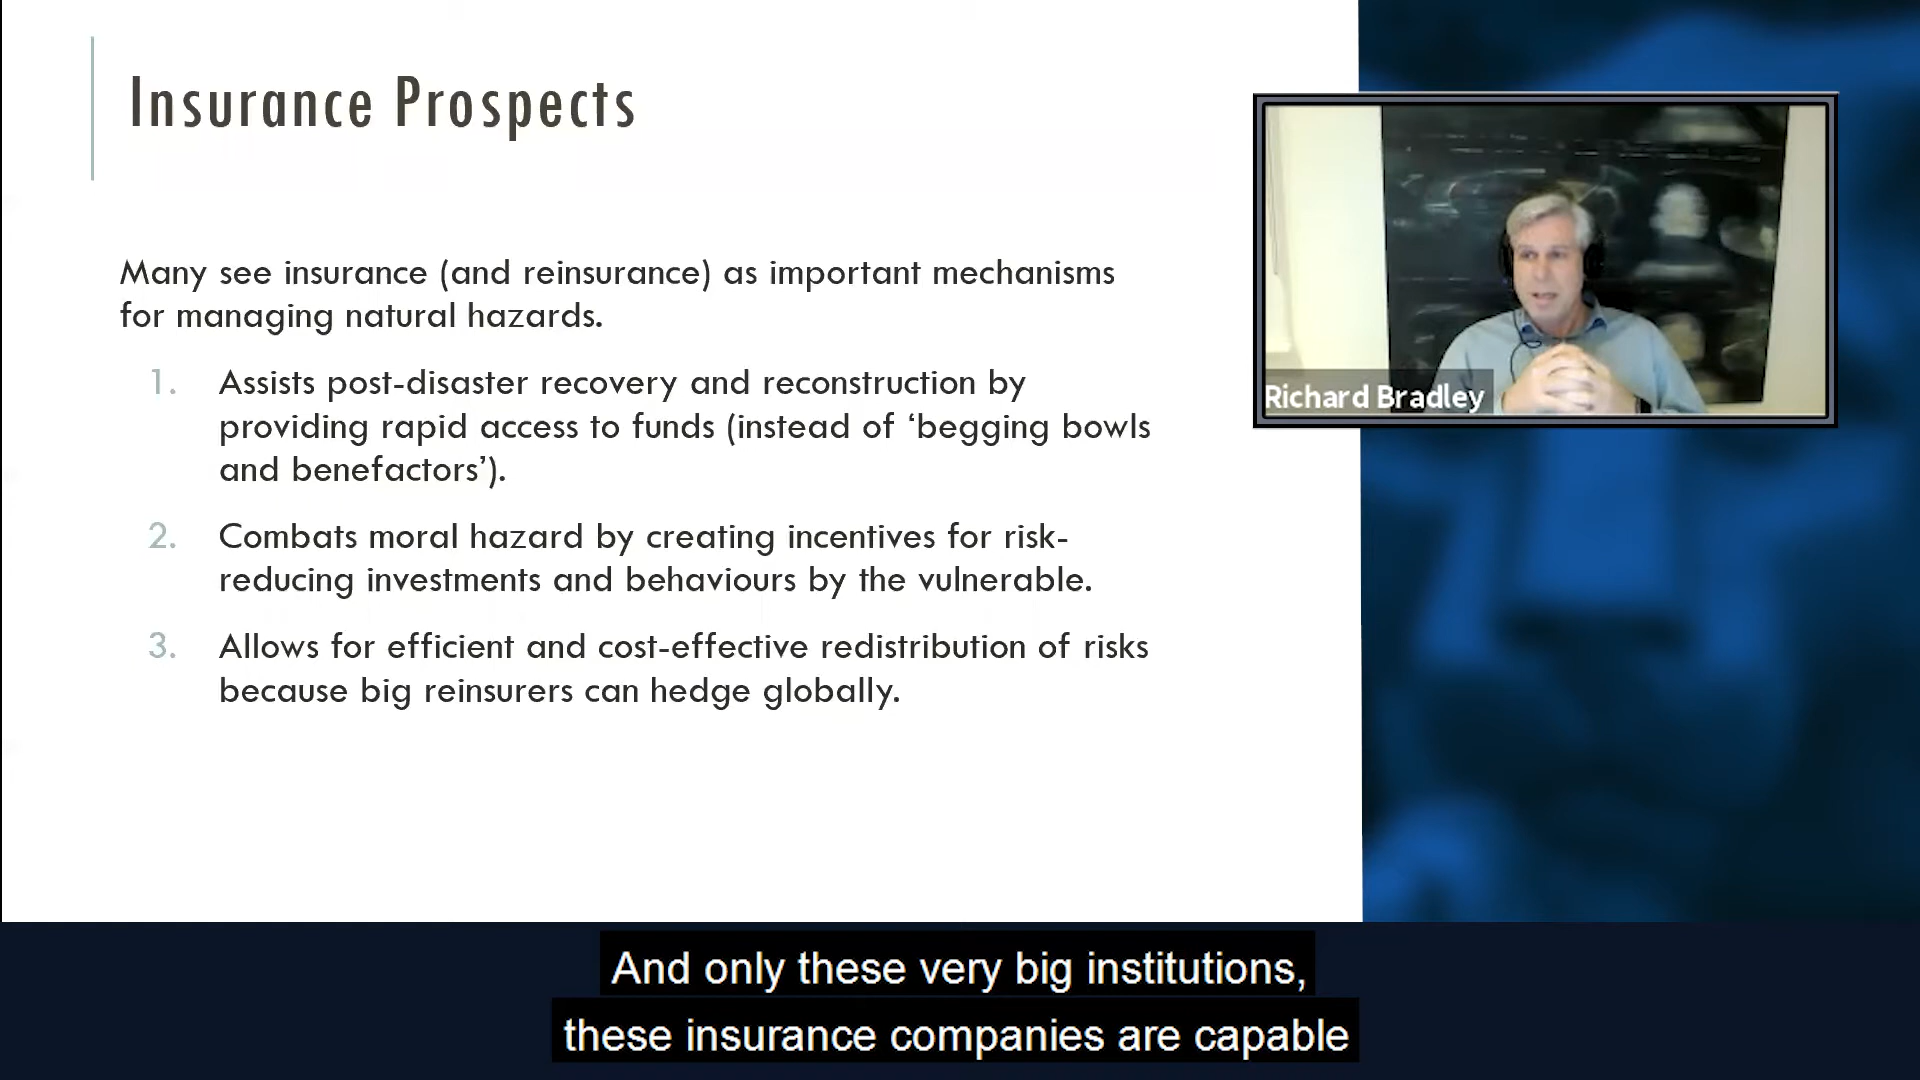 Insurance Prospects
Many see insurance (and reinsurance) as important mechanisms
for managing natural hazards.
1. Assists post-disaster recovery and reconstruction by
providing rapid access to funds (instead of ‘begging bowls
and benefactors’).
2. Combats moral hazard by creating incentives for risk-
reducing investments and behaviours by the vulnerable.
3. Allows for efficient and cost-effective redistribution of risks
because big reinsurers can hedge globally.
Richard Bradley
And only these very big institutions,
these insurance companies are capable